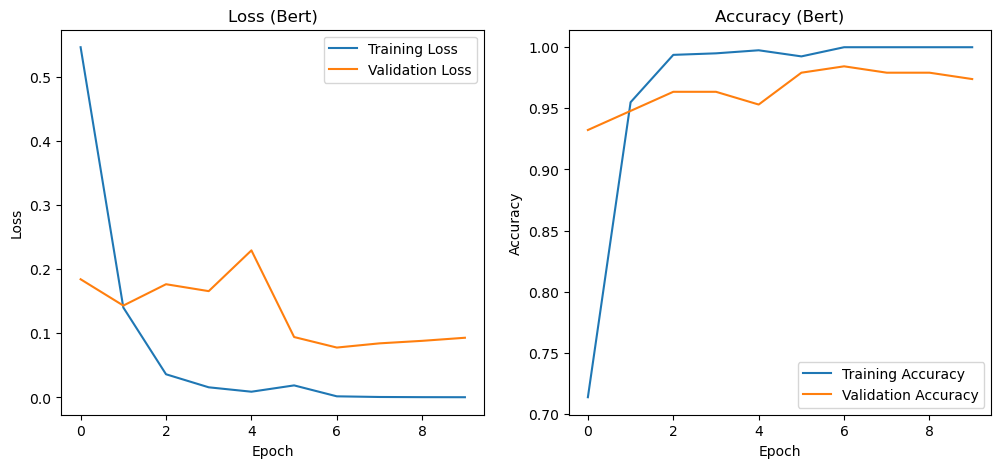 Loss (Bert)
Training Loss
Validation Loss
0.5
0.4
0.3
0.2
0.1
0.0
Loss
0
2
4
6
8
Epoch
Accuracy (Bert)
1.00
0.95
0.90
0.85
0.80
0.75
0.70
Accuracy
Training Accuracy
Validation Accuracy
0
2
4
6
8
Epoch